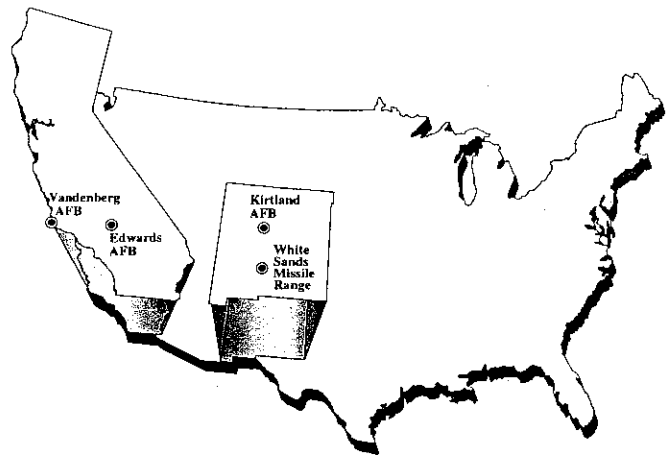 Vandenberg
AFB
Edwards
AFB
Kirtland
AFB
White
Sands
Missile
Range